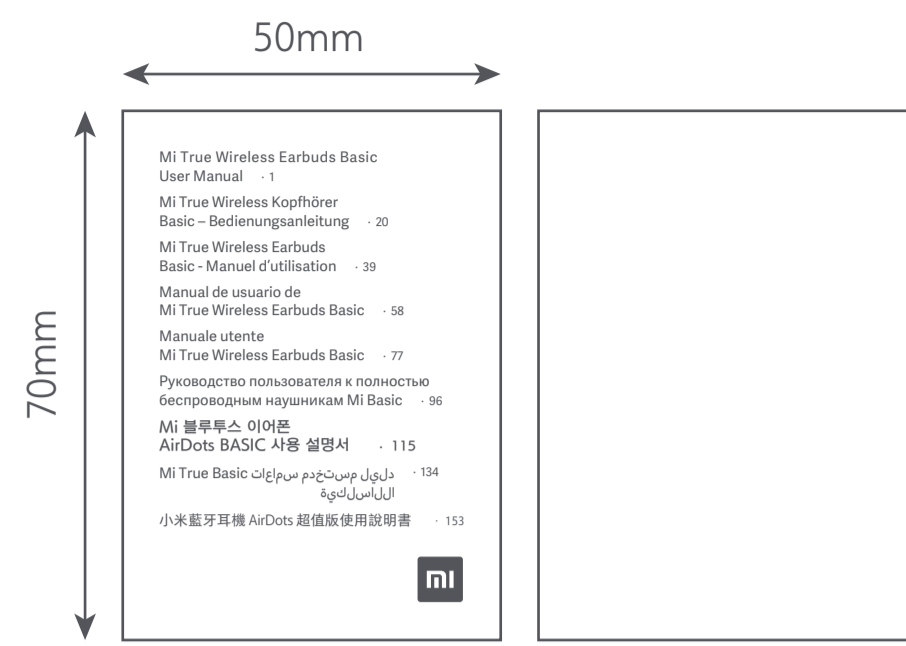 50mm
70mm
Mi True Wireless Earbuds Basic
User Manual · 1
Mi True Wireless Kopfhörer
Basic – Bedienungsanleitung · 20
Mi True Wireless Earbuds
Basic - Manuel d'utilisation · 39
Manual de usuario de
Mi True Wireless Earbuds Basic · 58
Manuale utente
Mi True Wireless Earbuds Basic · 77
Руководство пользователя к полностью
беспроводным наушникам Mi Basic · 96
Mi 블루투스 이어폰
AirDots BASIC 사용 설명서 · 115
دليل مستخدم سماعات Mi True Basic · 134
اللاسلكية
小米藍牙耳機 AirDots 超值版使用說明書 · 153
mi